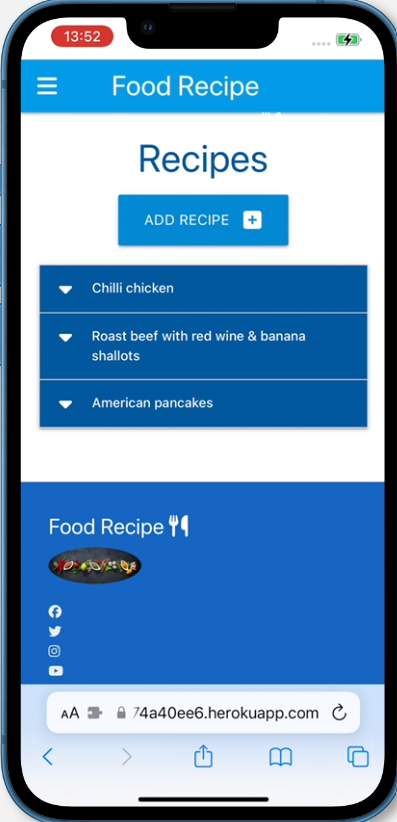 13:52
Food Recipe
Recipes
ADD RECIPE
Chilli chicken
Roast beef with red wine & banana
shallots
American pancakes
Food Recipe
AA 74a40ee6.herokuapp.com